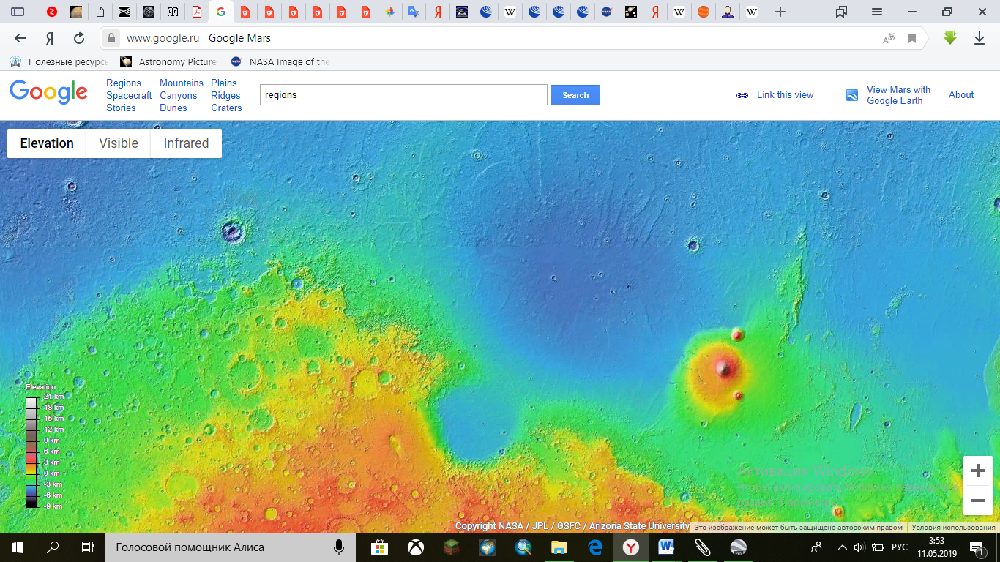 www.google.ru Google Mars
Полезные ресурс
Astronomy Picture
NASA Image of the
Google
Regions Mountains Plains
Spacecraft Canyons Ridges
Stories Dunes Craters
regions
Search
Link this view
View Mars with
Google Earth
About
Elevation Visible Infrared
Elevation
21 km
18 km
15 km
12 km
9 km
6 km
3 km
0 km
-3 km
-6 km
-9 km
Активация Windows
Чтобы активировать Windows, перейдите в
раздел "Параметры".
Copyright NASA / JPL / GSFC / Arizona State University
Это изображение может быть защищено авторским правом
Условия использования
Голосовой помощник Алиса
РУС
3:53
11.05.2019
1